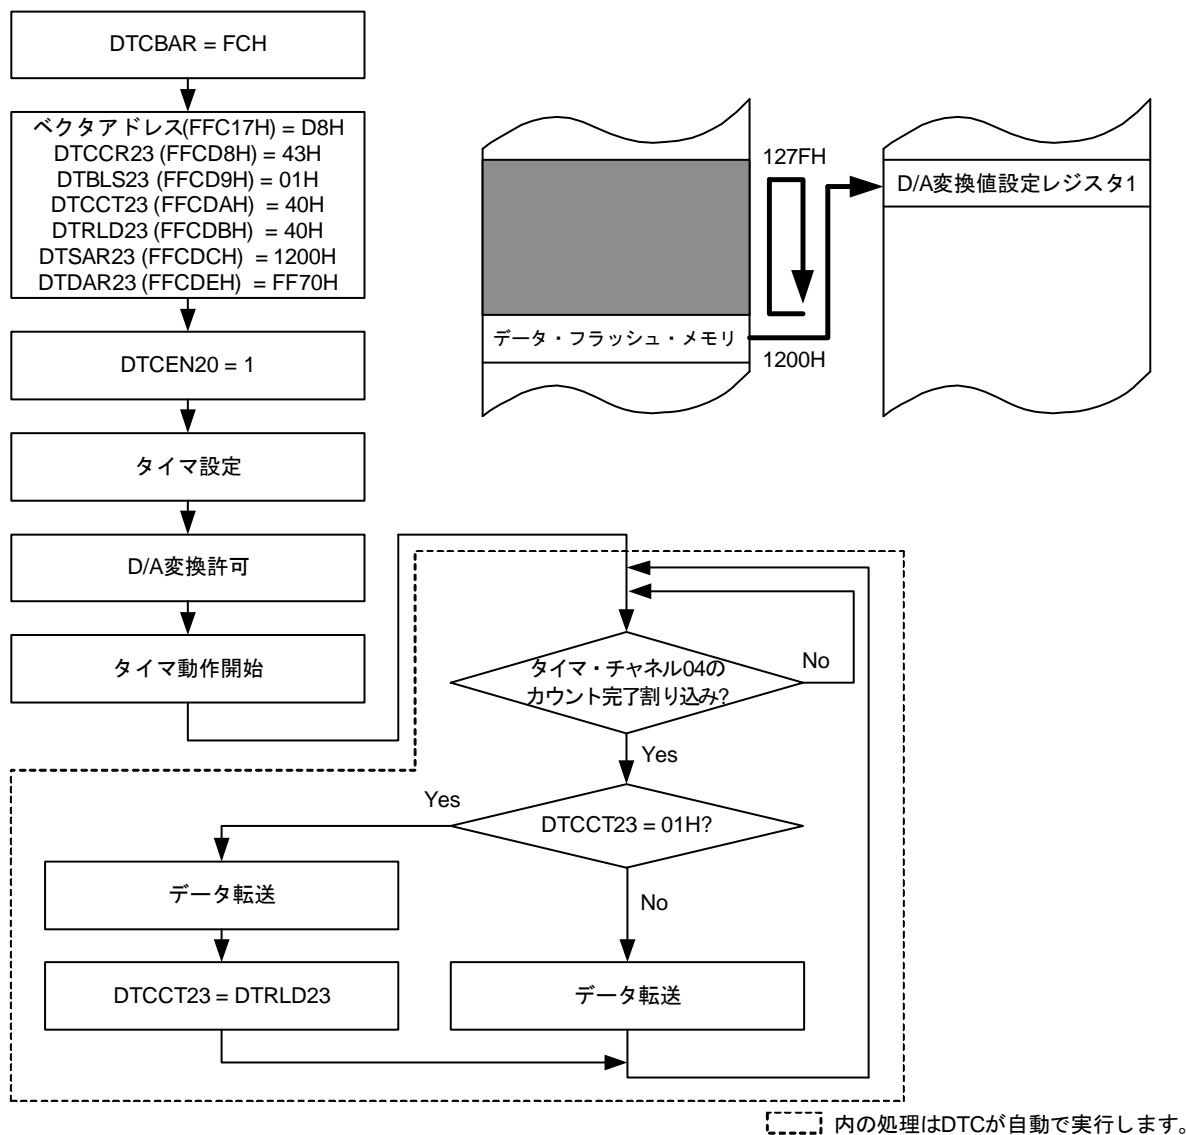 DTCBAR = FCH
ベクタアドレス(FFC17H) = D8H
DTCCR23 (FFCD8H) = 43H
DTBLS23 (FFCD9H) = 01H
DTCCT23 (FFCDAH) = 40H
DTRLD23 (FFCDBH) = 40H
DTSAR23 (FFCDCH) = 1200H
DTDAR23 (FFCDEH) = FF70H
DTCEN20 = 1
タイマ設定
D/A変換許可
タイマ動作開始
127FH
D/A変換値設定レジスタ1
データ・フラッシュ・メモリ
1200H
タイマ・チャネル04の
カウント完了割り込み?
No
Yes
DTCCT23 = 01H?
Yes
No
データ転送
DTCCT23 = DTRLD23
データ転送
内の処理はDTCが自動で実行します。